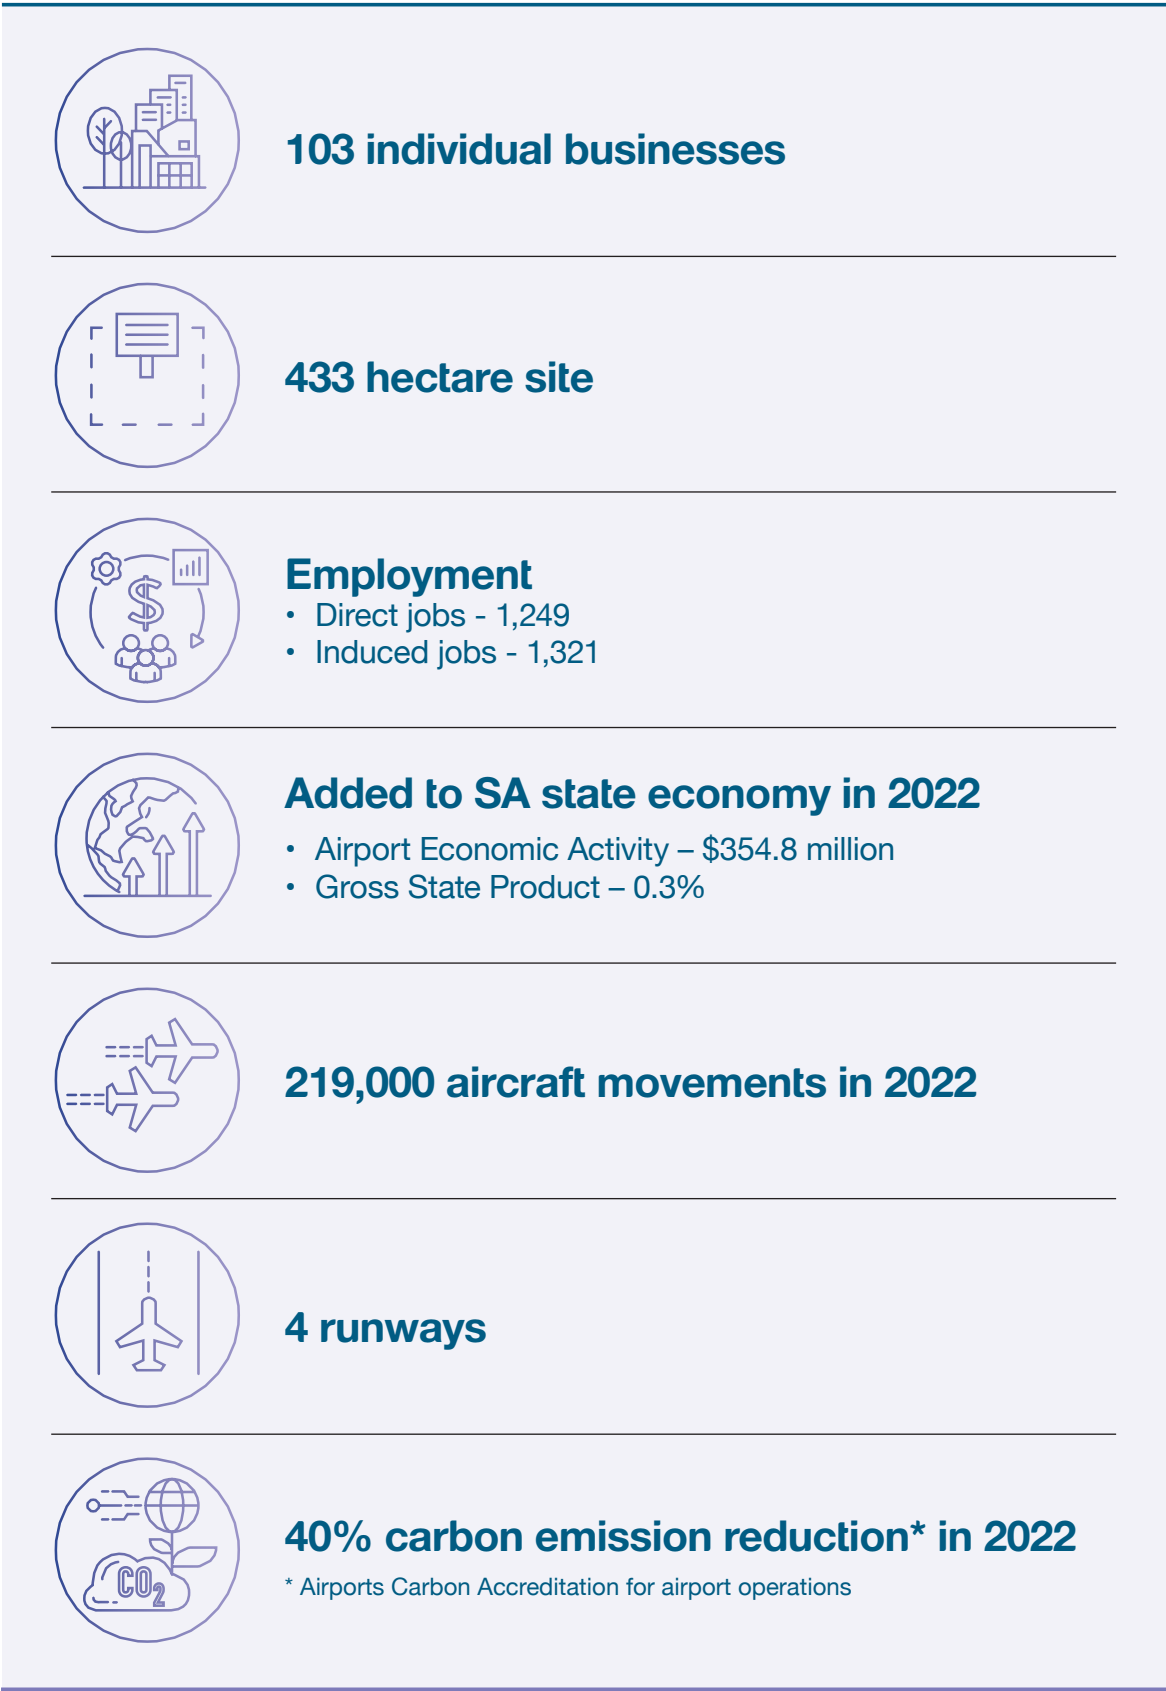 103 individual businesses
433 hectare site
Employment
• Direct jobs - 1,249
• Induced jobs - 1,321
Added to SA state economy in 2022
• Airport Economic Activity – $354.8 million
• Gross State Product – 0.3%
219,000 aircraft movements in 2022
4 runways
CO2
40% carbon emission reduction* in 2022
* Airports Carbon Accreditation for airport operations